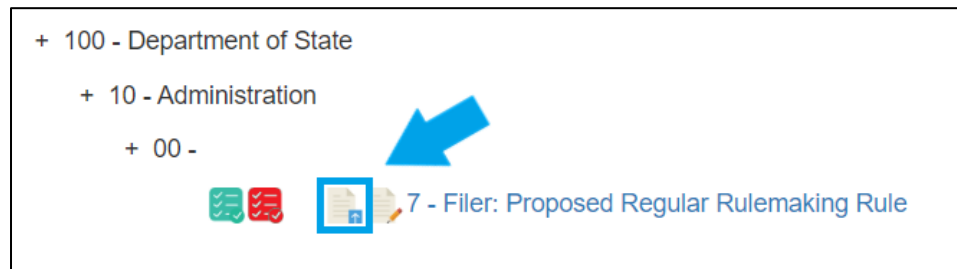 + 100 - Department of State
+ 10 - Administration
+ 00 -
7 - Filer: Proposed Regular Rulemaking Rule